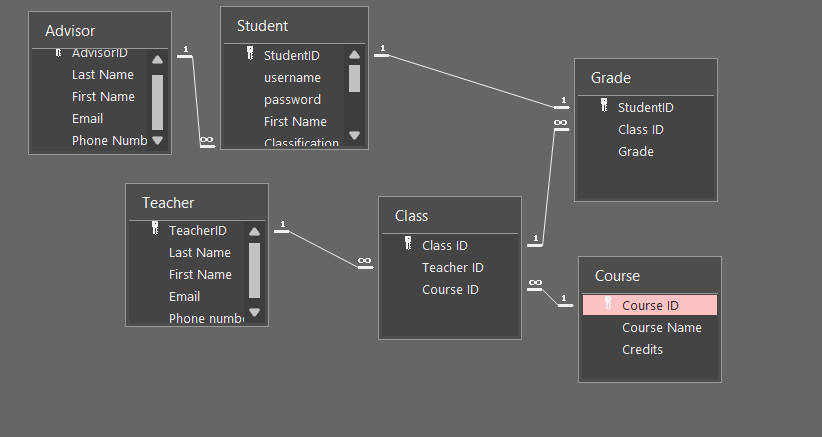 Advisor
AdvisorID
Last Name
First Name
Email
Phone Numb
Student
StudentID
username
password
First Name
Classification
Grade
StudentID
Class ID
Grade
Teacher
TeacherID
Last Name
First Name
Email
Phone numbe
Class
Class ID
Teacher ID
Course ID
Course
Course ID
Course Name
Credits
1
∞
1
1
∞
1
∞
1
∞
1